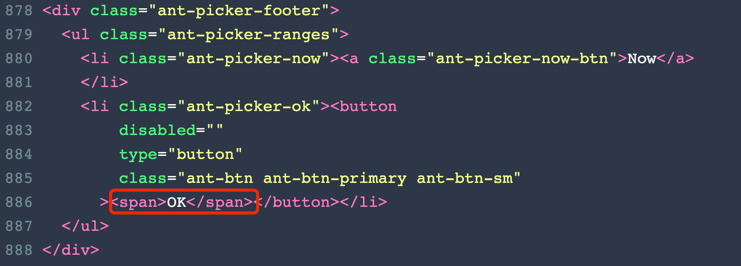 878 <div class="ant-picker-footer">
879   <ul class="ant-picker-ranges">
880     <li class="ant-picker-now"><a class="ant-picker-now-btn">Now</a>
881     </li>
882     <li class="ant-picker-ok"><button
883         disabled=""
884         type="button"
885         class="ant-btn ant-btn-primary ant-btn-sm"
886       ><span>OK</span></button></li>
887   </ul>
888 </div>